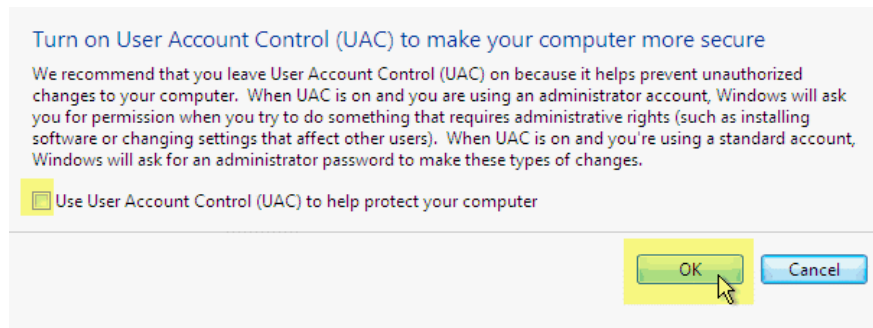 Turn on User Account Control (UAC) to make your computer more secure
We recommend that you leave User Account Control (UAC) on because it helps prevent unauthorized
changes to your computer.  When UAC is on and you are using an administrator account, Windows will ask
you for permission when you try to do something that requires administrative rights (such as installing
software or changing settings that affect other users).  When UAC is on and you're using a standard account,
Windows will ask for an administrator password to make these types of changes.
Use User Account Control (UAC) to help protect your computer
OK Cancel